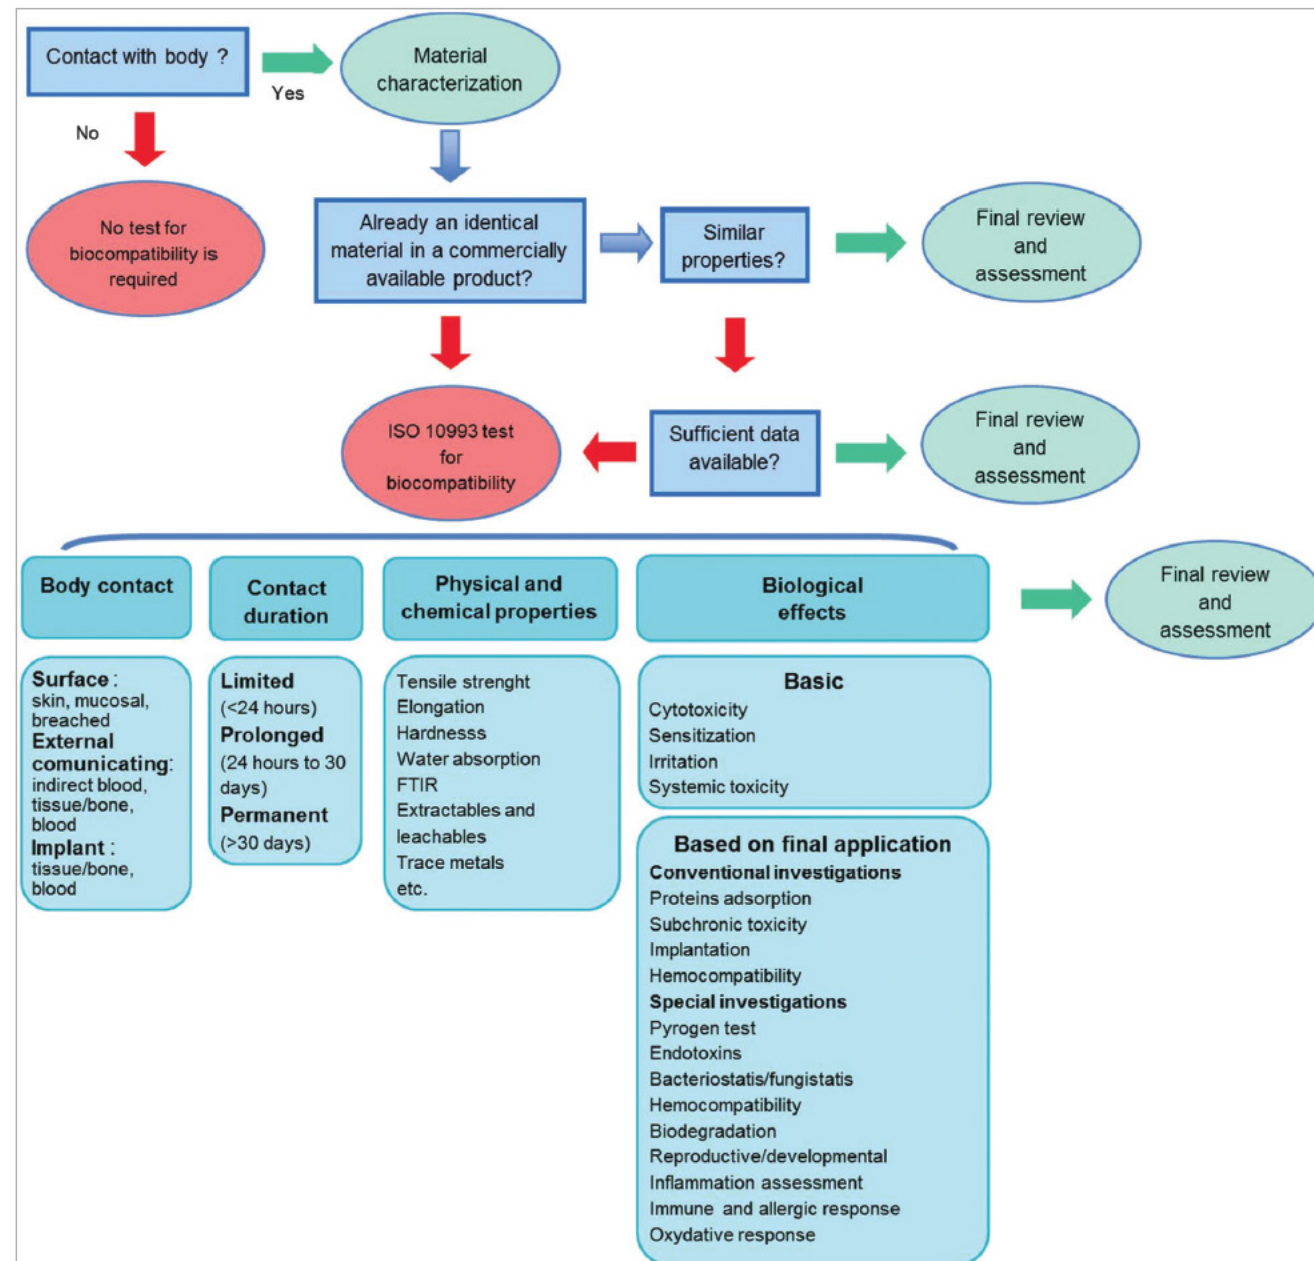 Contact with body ?
Yes
No
Material
characterization
No test for
biocompatibility is
required
Already an identical
material in a commercially
available product?
Similar
properties?
Final review
and
assessment
ISO 10993 test
for
biocompatibility
Sufficient data
available?
Final review
and
assessment
Body contact
Contact
duration
Physical and
chemical properties
Biological
effects
Final review
and
assessment
Surface :
skin, mucosal,
breached
External
comunicating:
indirect blood,
tissue/bone,
blood
Implant :
tissue/bone,
blood
Limited
(<24 hours)
Prolonged
(24 hours to 30
days)
Permanent
(>30 days)
Tensile strenght
Elongation
Hardnesss
Water absorption
FTIR
Extractables and
leachables
Trace metals
etc.
Basic
Cytotoxicity
Sensitization
Irritation
Systemic toxicity
Based on final application
Conventional investigations
Proteins adsorption
Subchronic toxicity
Implantation
Hemocompatibility
Special investigations
Pyrogen test
Endotoxins
Bacteriostatis/fungistatis
Hemocompatibility
Biodegradation
Reproductive/developmental
Inflammation assessment
Immune and allergic response
Oxydative response